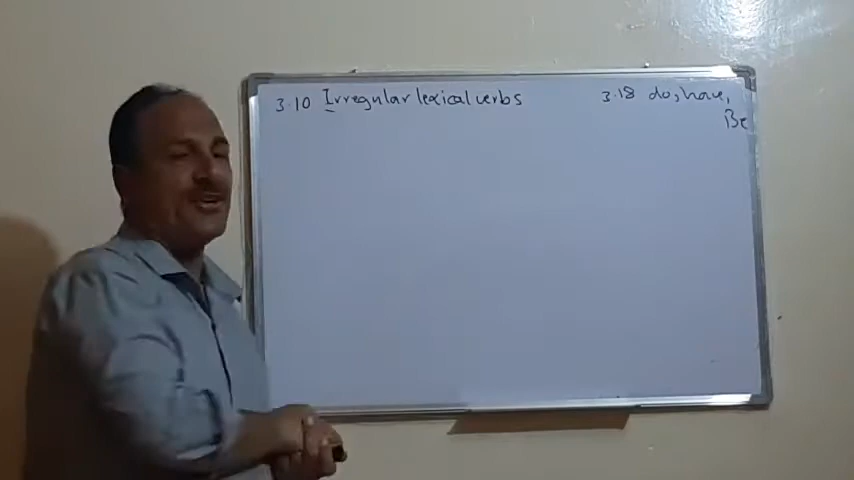 3.10 Irregular lexical verbs
3.18 do, have,
Be